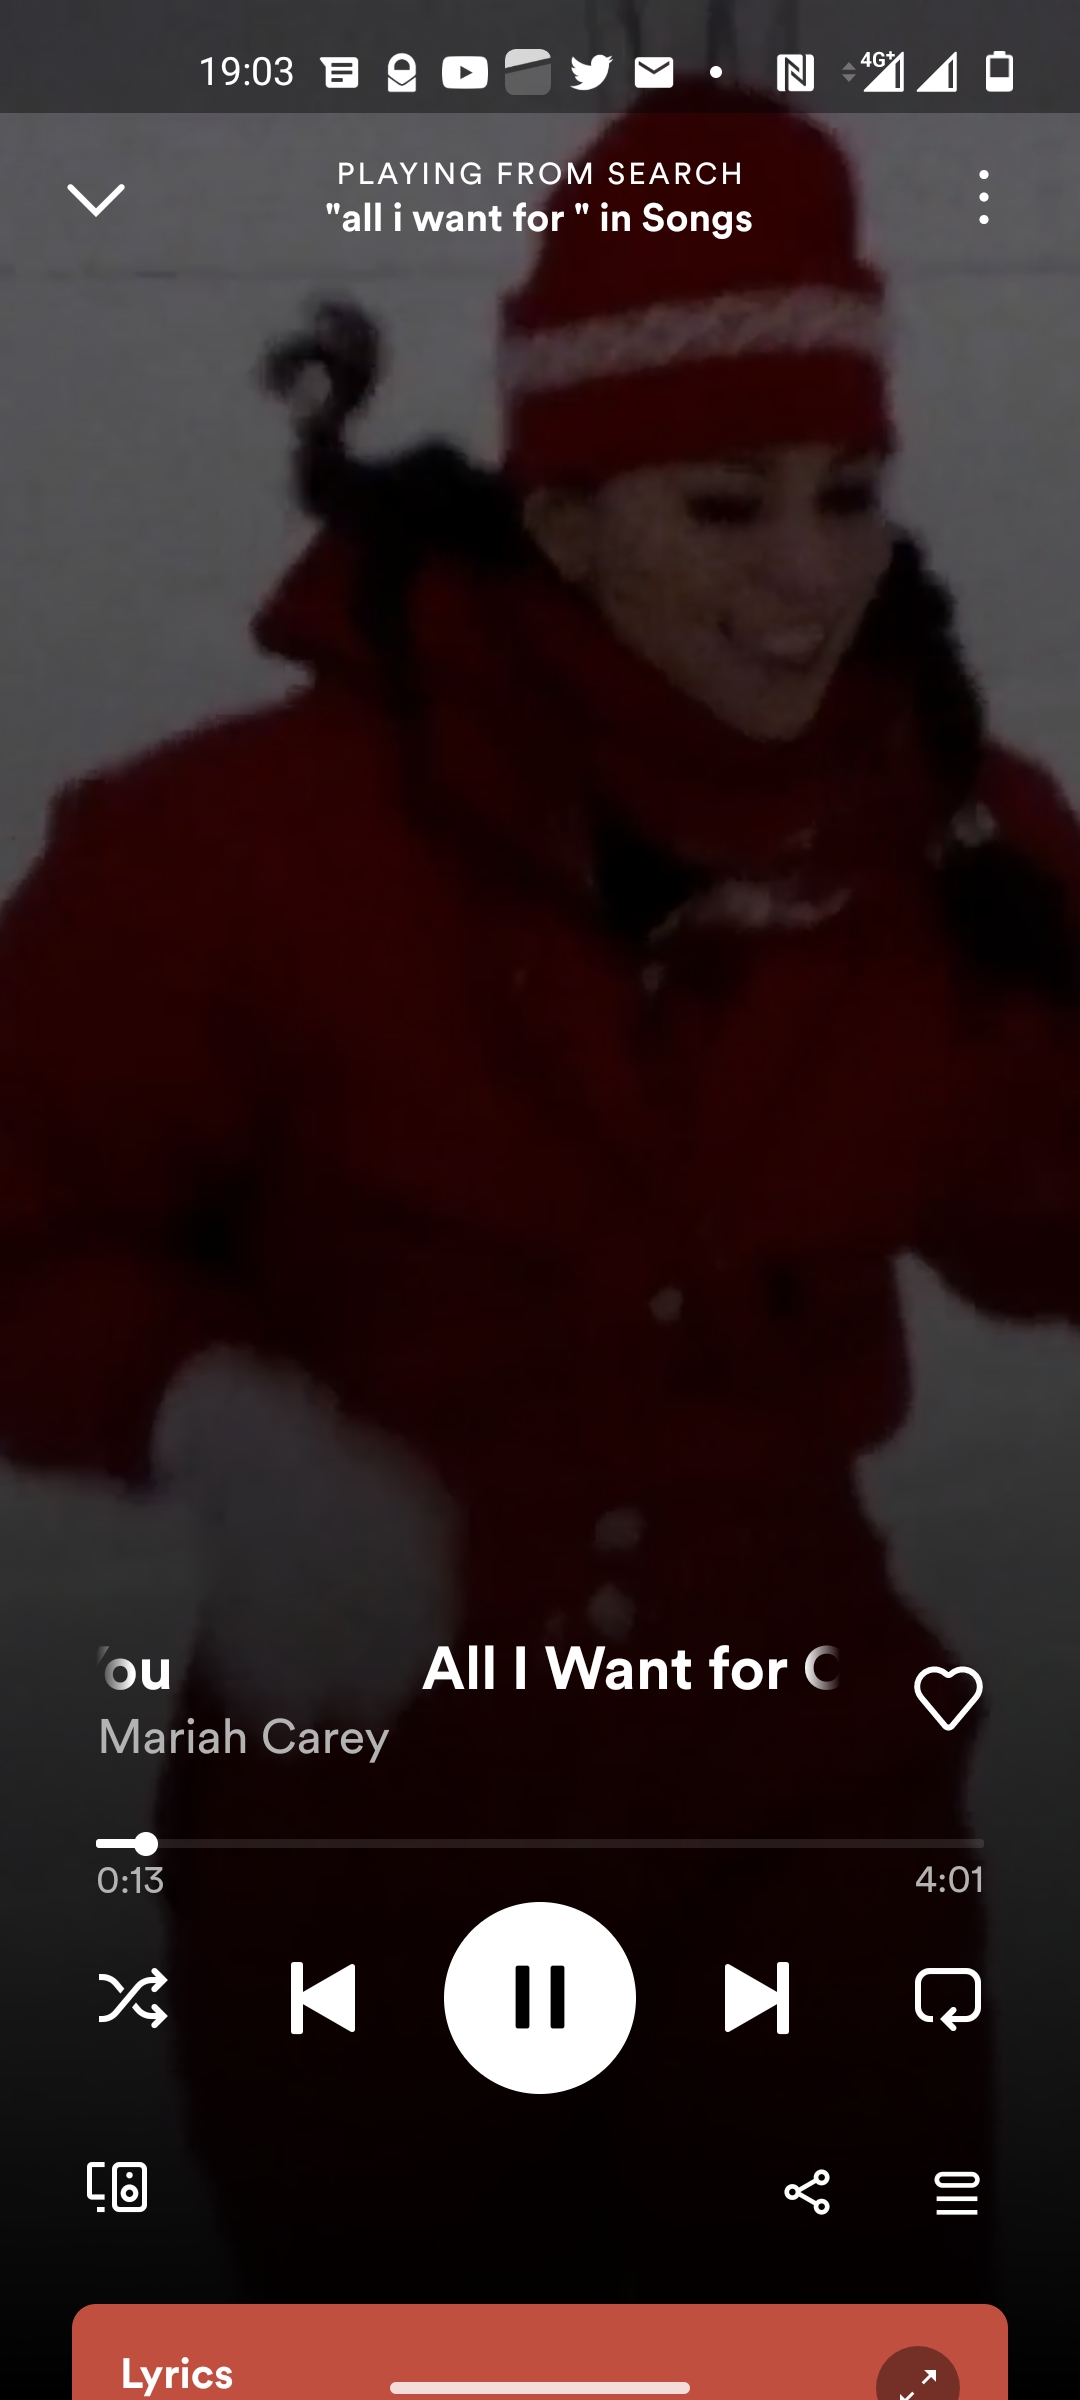 19:03
4G+
PLAYING FROM SEARCH
"all i want for " in Songs
ou All I Want for
Mariah Carey
0:13 4:01
Lyrics